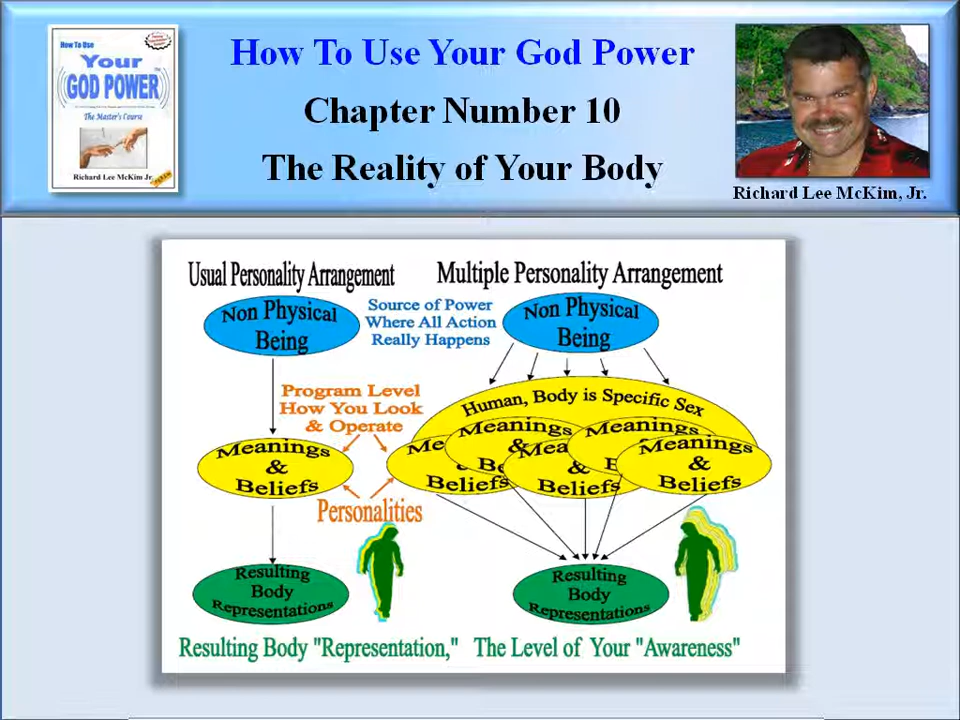 How To Use
Your
GOD POWER
The Master's Course
Richard Lee McKim Jr.
How To Use Your God Power
Chapter Number 10
The Reality of Your Body
Richard Lee McKim, Jr.
Usual Personality Arrangement
Multiple Personality Arrangement
Non Physical
Being
Source of Power
Where All Action
Really Happens
Non Physical
Being
Program Level
How You Look
& Operate
Human, Body is Specific Sex
Meanings
&
Beliefs
Me
Beliefs
Meanings
&
Be
Mea
&
Beliefs
Meanings
B
Meanings
&
Beliefs
Personalities
Resulting
Body
Representations
Resulting
Body
Representations
Resulting Body "Representation,"
The Level of Your "Awareness"